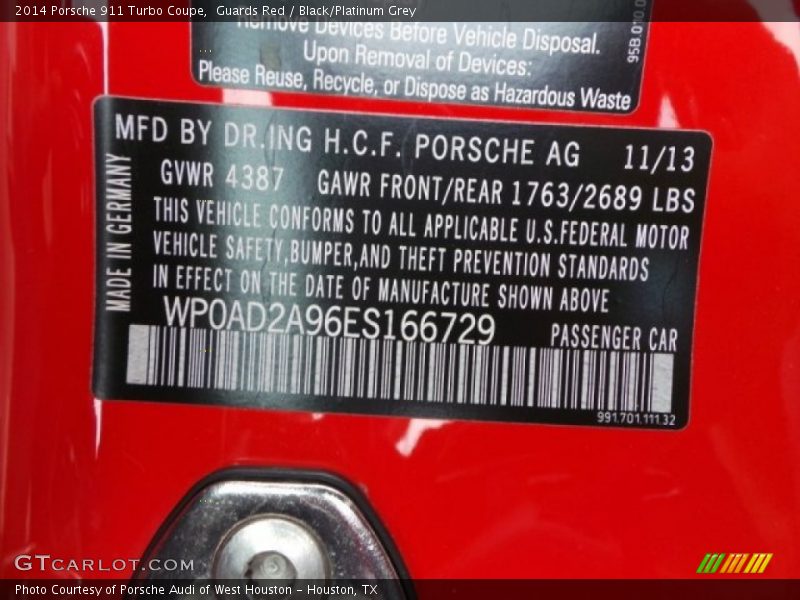 2014 Porsche 911 Turbo Coupe,  Guards Red / Black/Platinum Grey
Remove Devices Before Vehicle Disposal.
Upon Removal of Devices:
Please Reuse, Recycle, or Dispose as Hazardous Waste
95B.010.0
MFD BY DR.ING H.C.F. PORSCHE AG 11/13
GVWR 4387 GAWR FRONT/REAR 1763/2689 LBS
THIS VEHICLE CONFORMS TO ALL APPLICABLE U.S.FEDERAL MOTOR
VEHICLE SAFETY,BUMPER,AND THEFT PREVENTION STANDARDS
IN EFFECT ON THE DATE OF MANUFACTURE SHOWN ABOVE
WP0AD2A96ES166729 PASSENGER CAR
MADE IN GERMANY
991.701.111.32
GTCARLOT.COM
Photo Courtesy of Porsche Audi of West Houston - Houston, TX